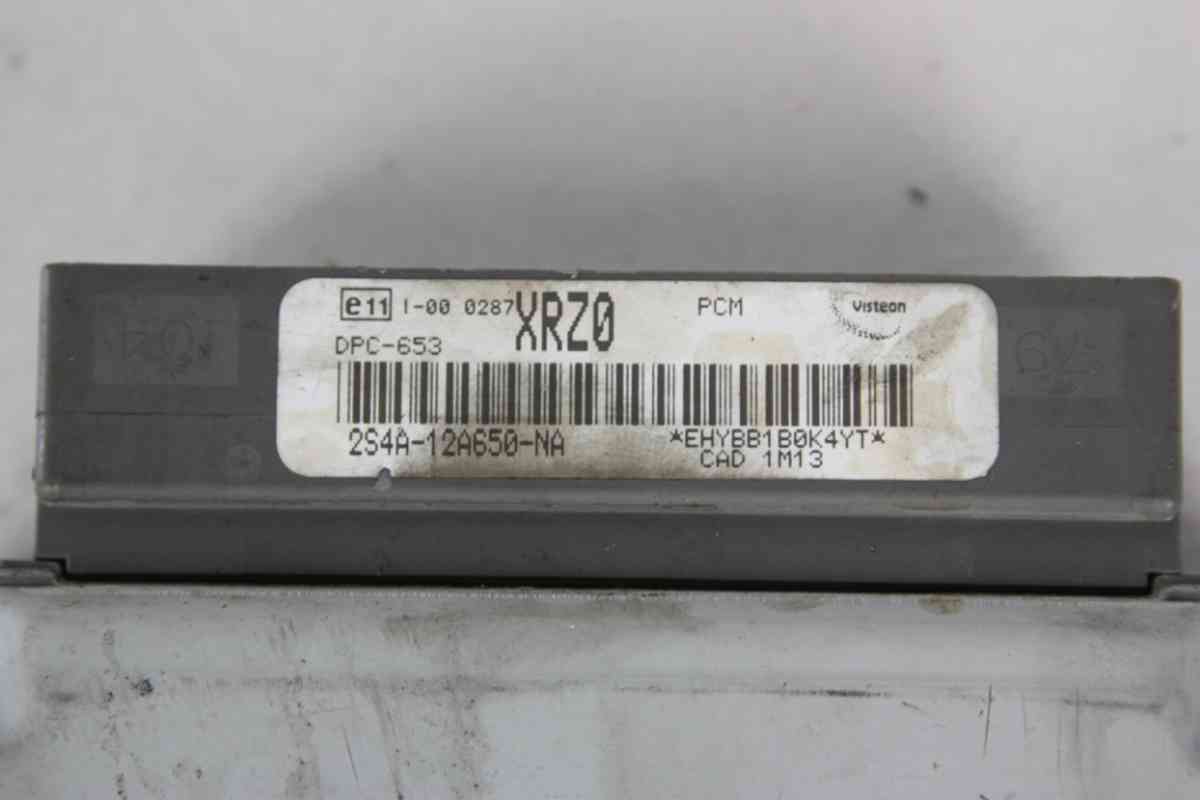 e11 I-00 0287 XRZ0 PCM Visteon
DPC-653
2S4A-12A650-NA *EHYBB1B0K4YT*
CAD 1M13